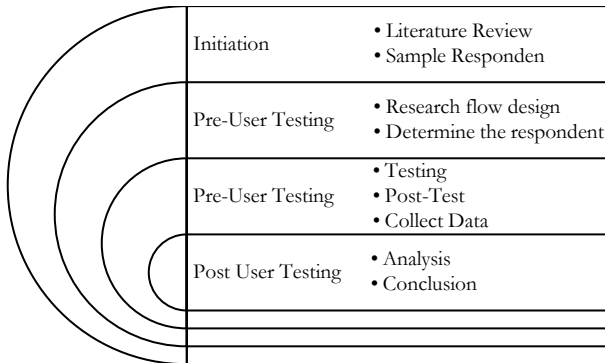 Initiation
• Literature Review
• Sample Responden
Pre-User Testing
• Research flow design
• Determine the respondent
Pre-User Testing
• Testing
• Post-Test
• Collect Data
Post User Testing
• Analysis
• Conclusion